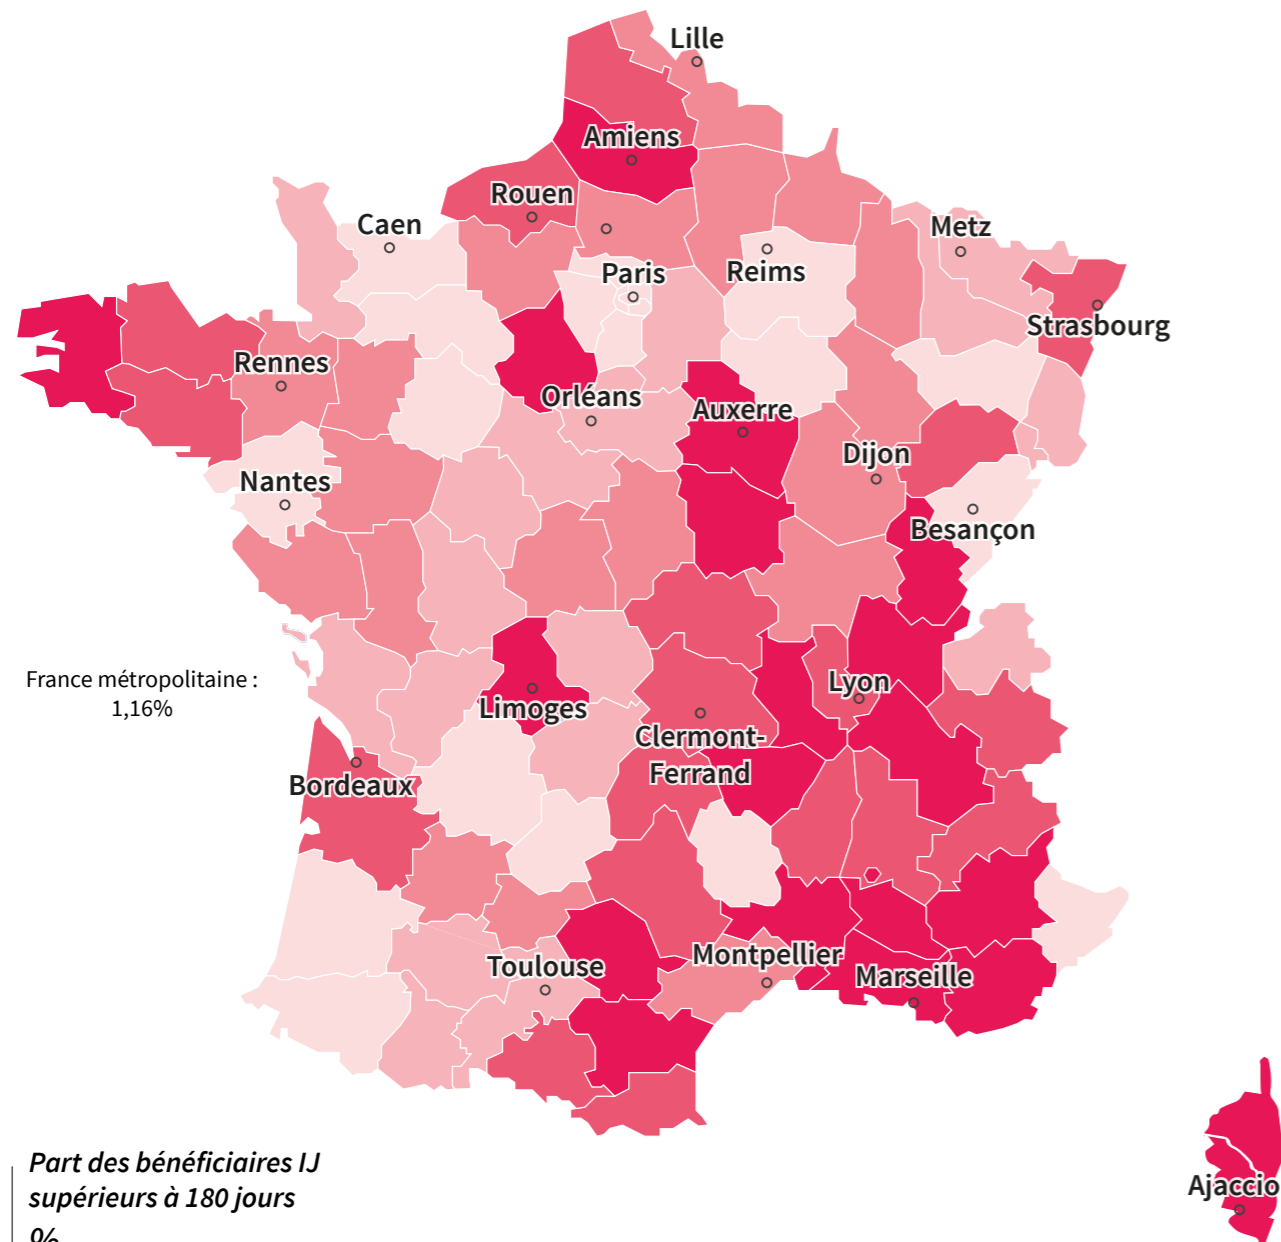 Lille
Amiens
Rouen
Caen
Metz
Paris
Reims
Strasbourg
Rennes
Orléans
Auxerre
Dijon
Nantes
Besançon
France métropolitaine :
1,16%
Lyon
Limoges
Clermont-
Ferrand
Bordeaux
Montpellier
Toulouse
Marseille
Part des bénéficiaires IJ
supérieurs à 180 jours
%
Ajaccio